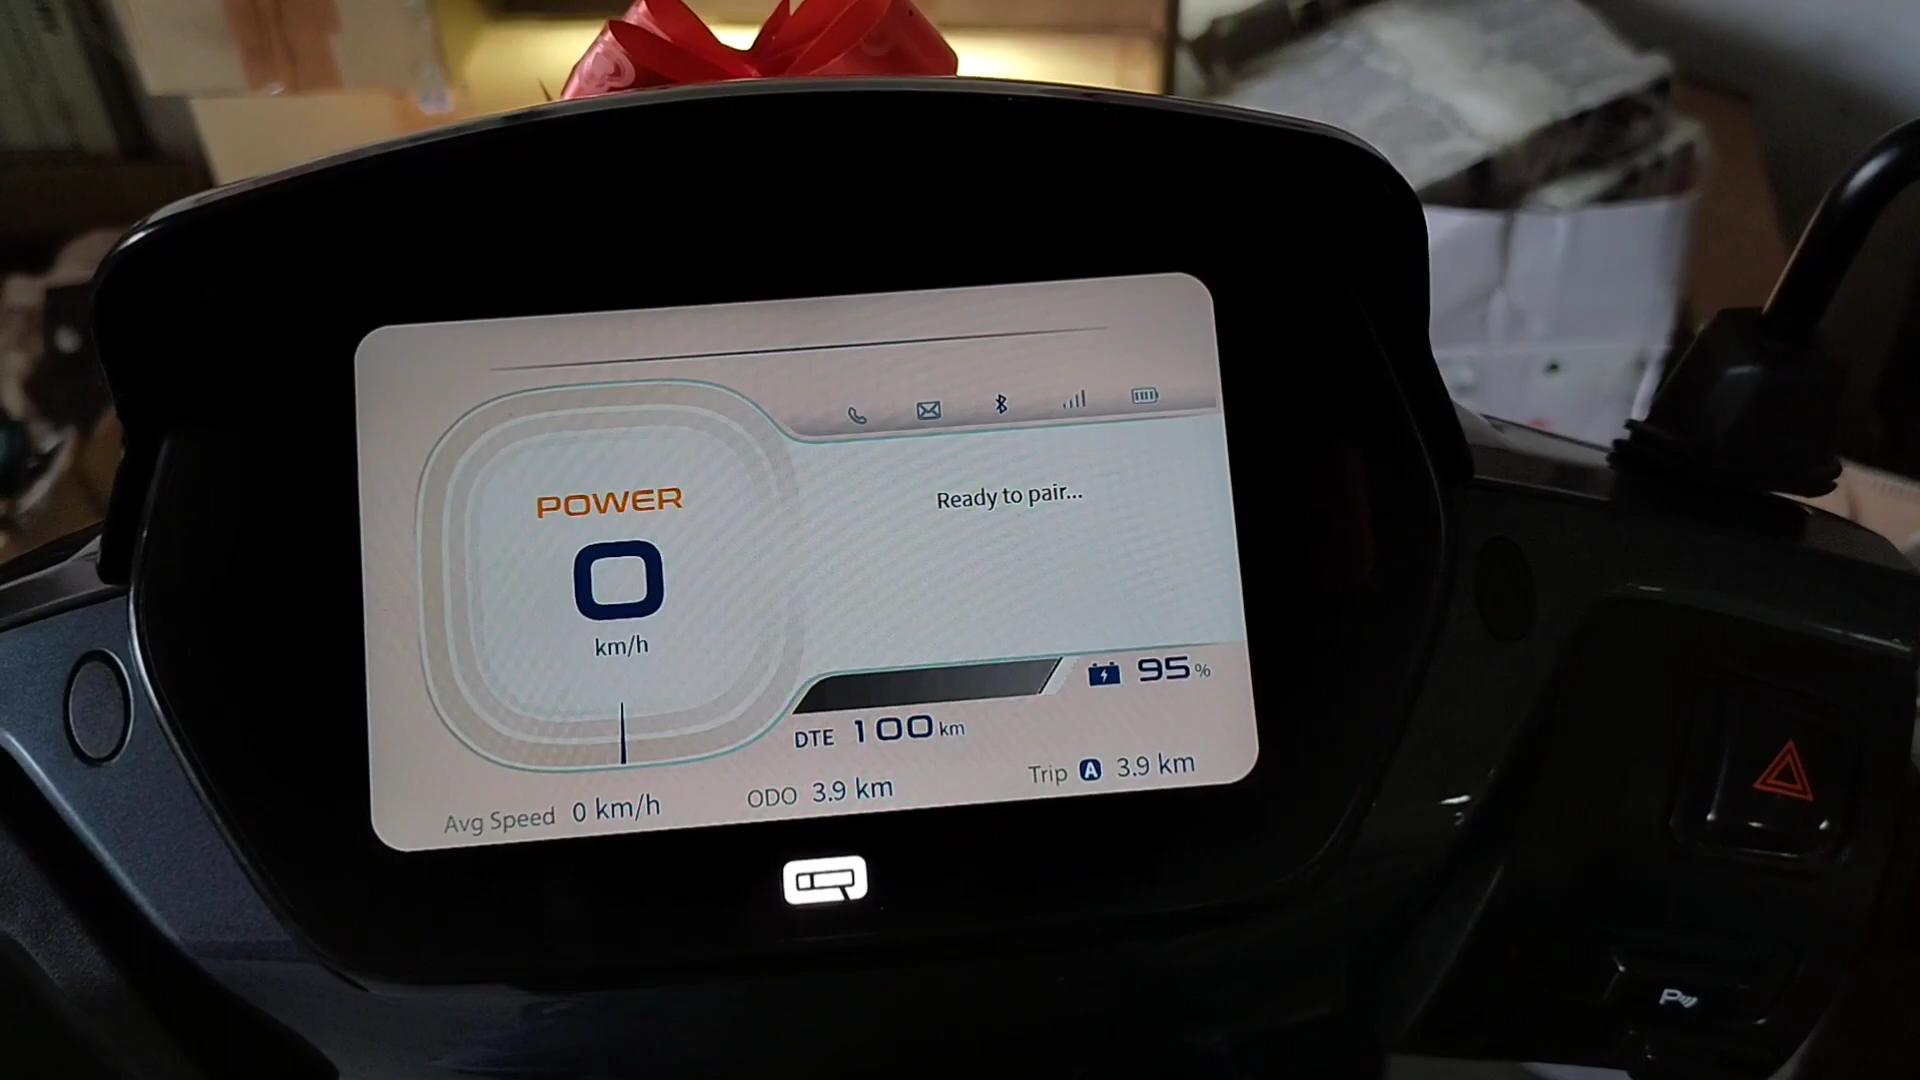 POWER
0
km/h
Ready to pair...
95 %
DTE 100 km
Avg Speed 0 km/h
ODO 3.9 km
Trip A 3.9 km
P